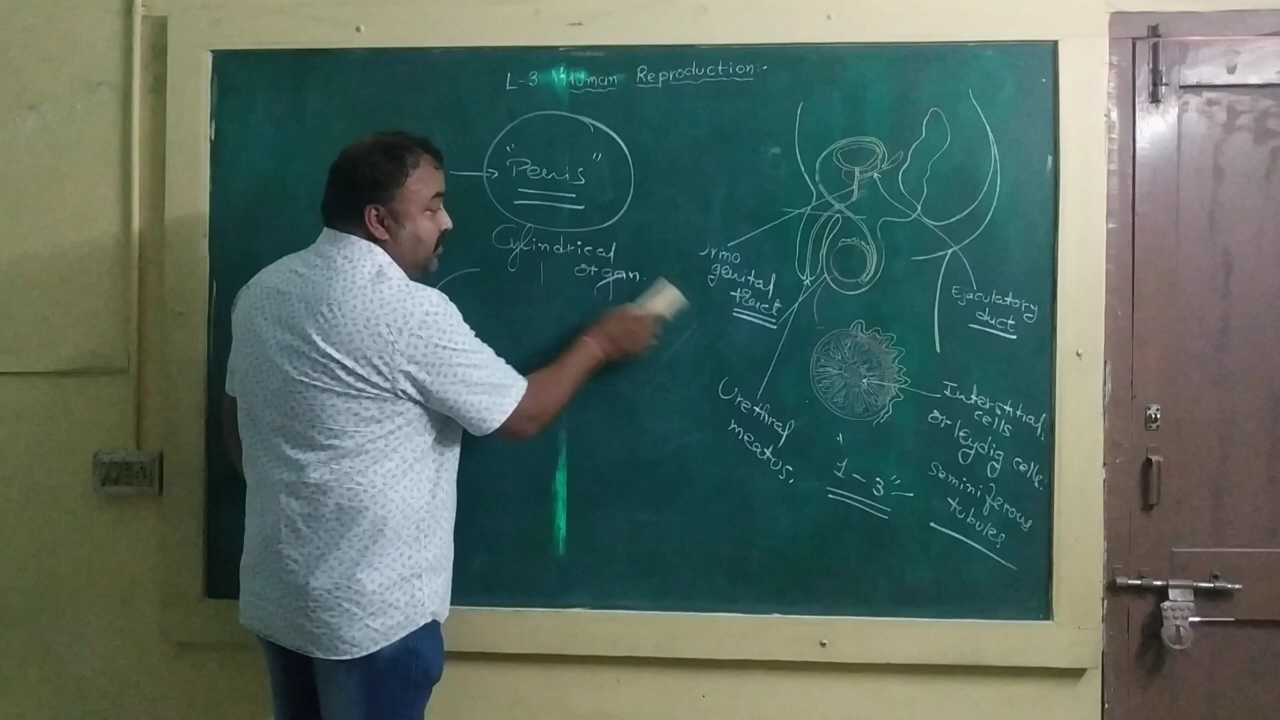 L-3 Human Reproduction.
"Penis"
Cylindrical
organ.
Urino
genital
tract
Ejaculatory
duct
Urethral
meatus.
Interstitial
cells
or leydig cells.
seminiferous
tubules
1-3"